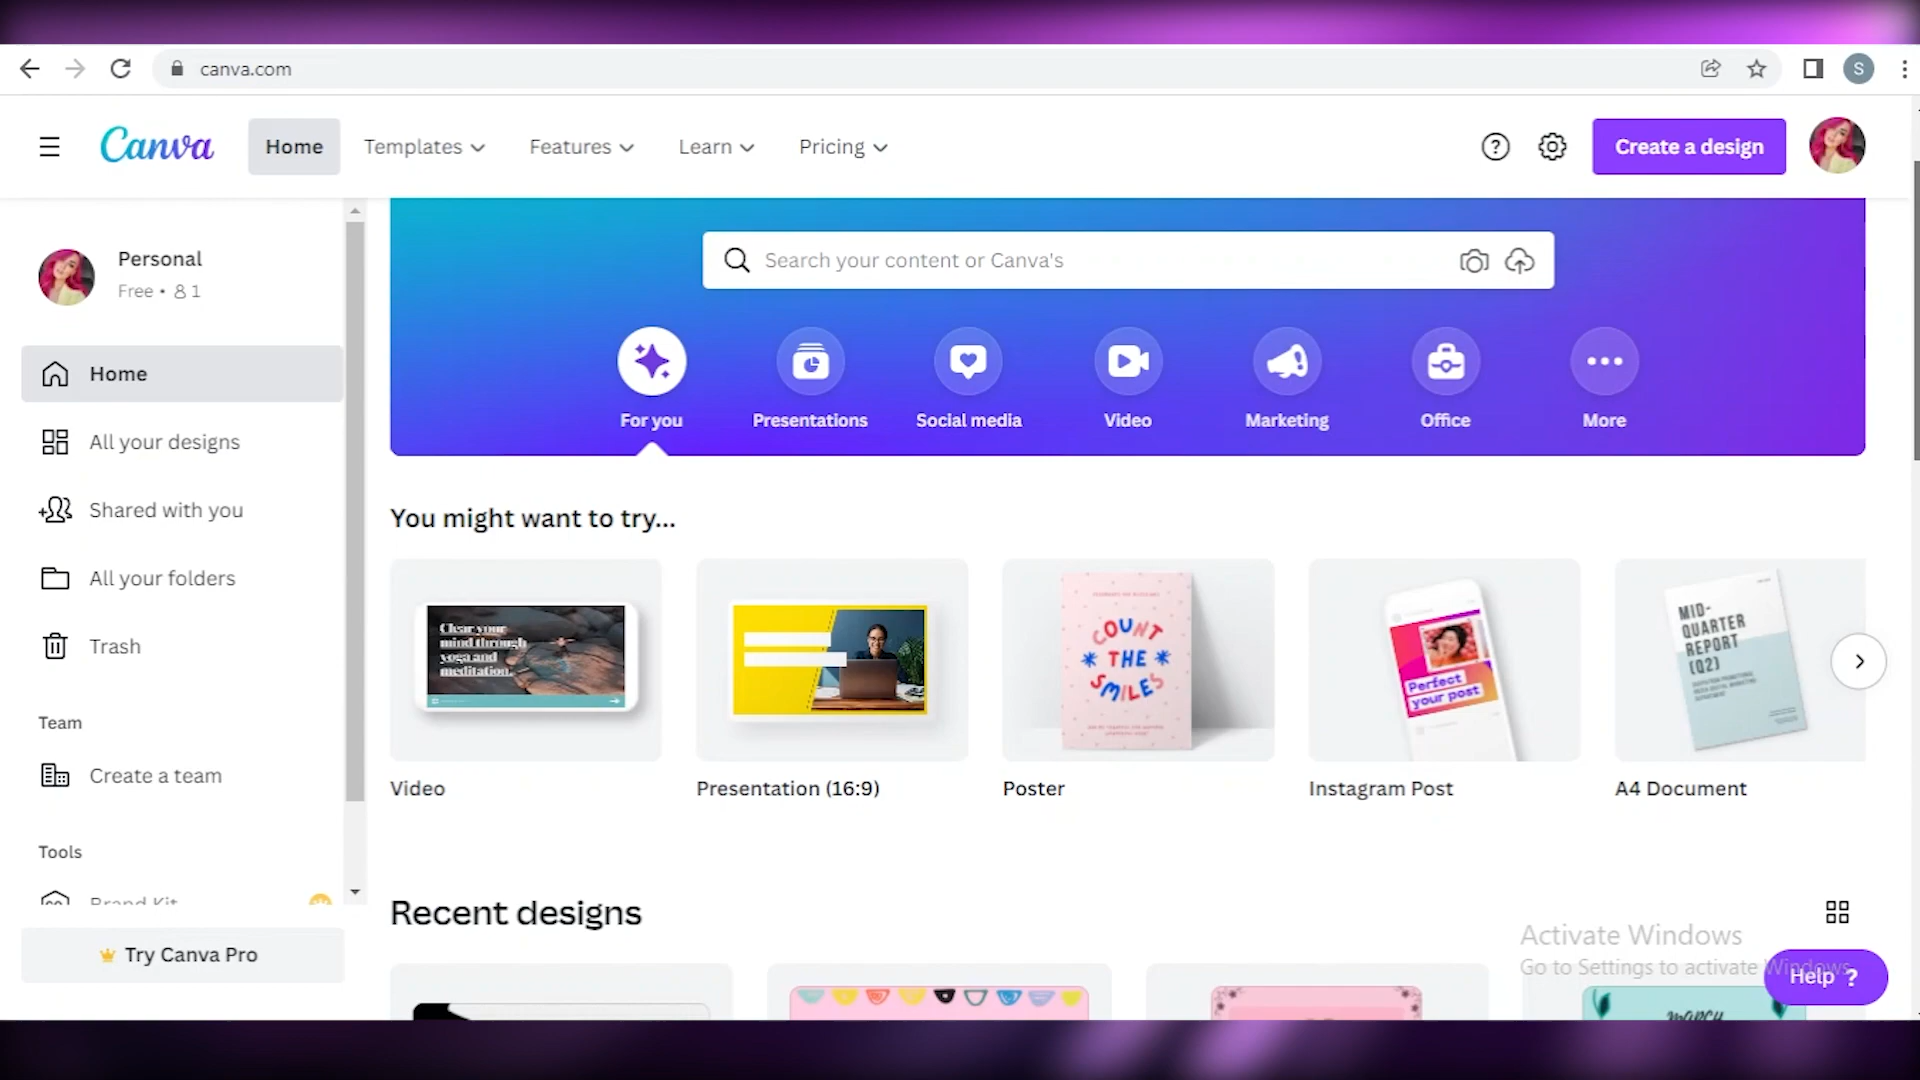 canva.com
S
Canva
Home
Templates
Features
Learn
Pricing
?
Create a design
Personal
Free • 1
Search your content or Canva's
For you
Presentations
Social media
Video
Marketing
Office
More
Home
All your designs
Shared with you
All your folders
Trash
Team
Create a team
Tools
Brand Kit
Try Canva Pro
You might want to try...
Clear your
mind through
yoga and
meditation.
COUNT
* THE *
SMILES
Perfect
your post
MID-
QUARTER
REPORT
(Q2)
Video
Presentation (16:9)
Poster
Instagram Post
A4 Document
Recent designs
Activate Windows
Go to Settings to activate Windows.
Help ?